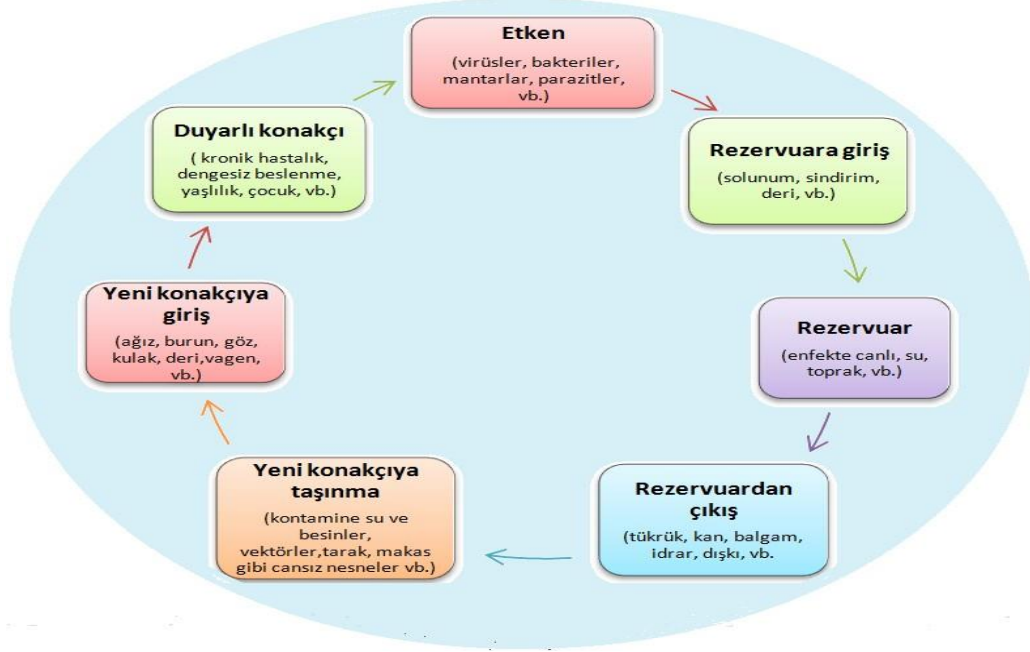 Etken
(virüsler, bakteriler,
mantarlar, parazitler,
vb.)
Rezervuara giriş
(solunum, sindirim,
deri, vb.)
Rezervuar
(enfekte canlı, su,
toprak, vb.)
Rezervuardan
çıkış
(tükrük, kan, balgam,
idrar, dışkı, vb.
Yeni konakçıya
taşınma
(kontamine su ve
besinler,
vektörler,tarak, makas
gibi cansız nesneler vb.)
Yeni konakçıya
giriş
(ağız, burun, göz,
kulak, deri,vagen,
vb.)
Duyarlı konakçı
( kronik hastalık,
dengesiz beslenme,
yaşlılık, çocuk, vb.)